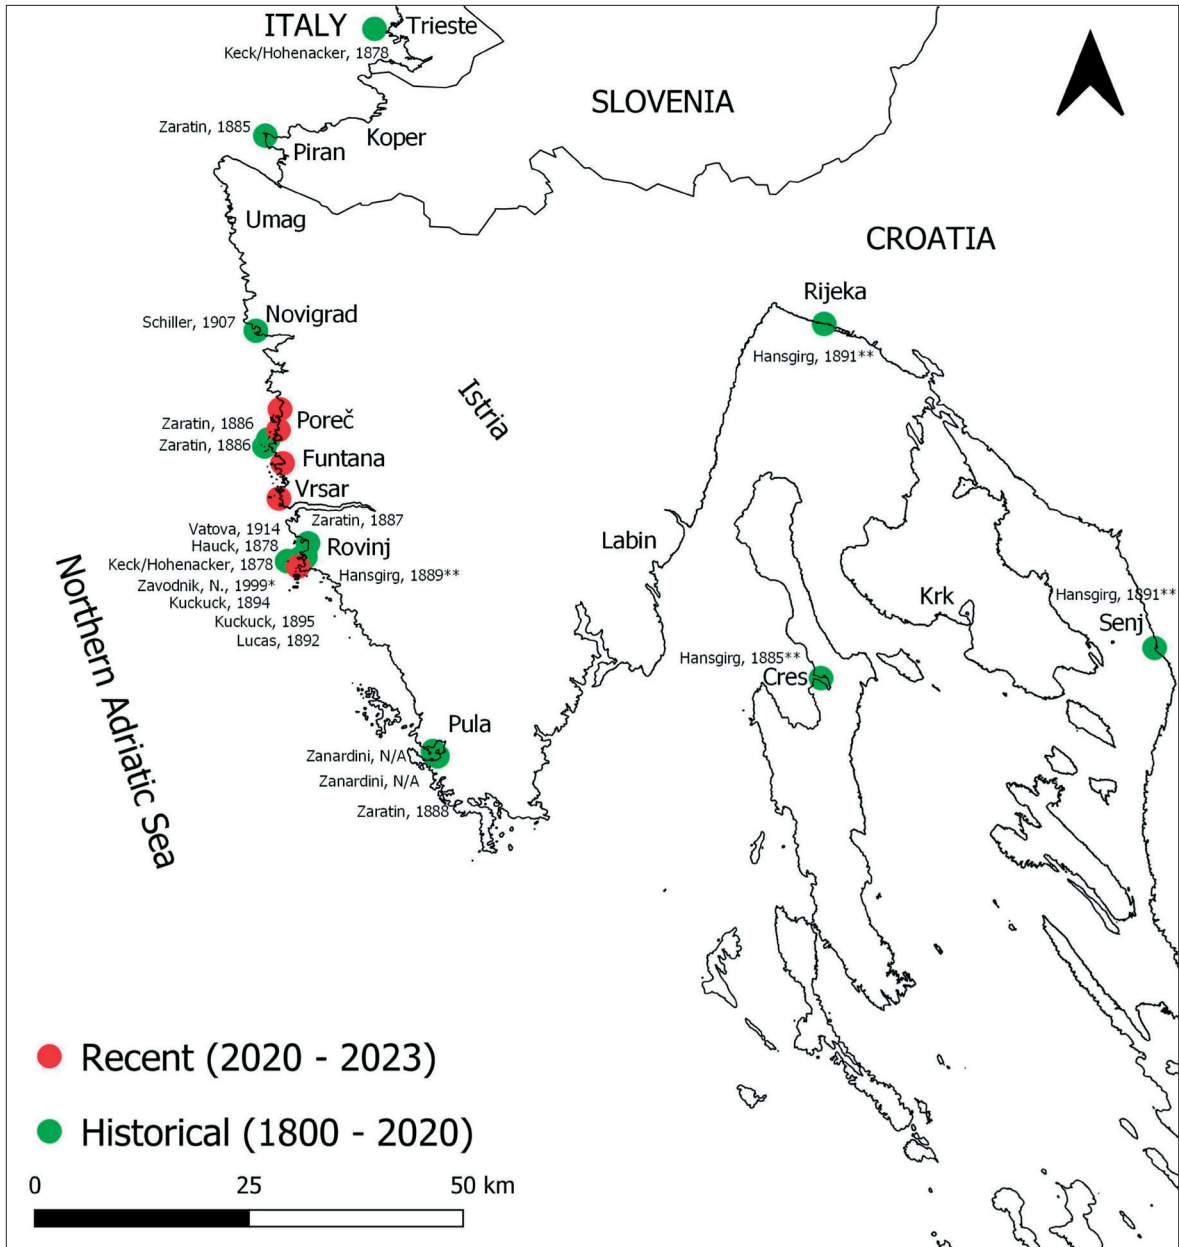 ITALY
Trieste
Keck/Hohenacker, 1878
SLOVENIA
Zaratin, 1885
Koper
Piran
Umag
CROATIA
Rijeka
Novigrad
Schiller, 1907
Hansgirg, 1891**
Istria
Zaratin, 1886
Poreč
Zaratin, 1886
Funtana
Vrsar
Zaratin, 1887
Vatova, 1914
Hauck, 1878
Rovinj
Labin
Keck/Hohenacker, 1878
Hansgirg, 1889**
Zavodnik, N., 1999*
Kuckuck, 1894
Kuckuck, 1895
Lucas, 1892
Krk
Hansgirg, 1891**
Senj
Hansgirg, 1885**
Cres
Northern Adriatic Sea
Pula
Zanardini, N/A
Zanardini, N/A
Zaratin, 1888
Recent (2020 - 2023)
Historical (1800 - 2020)
0 25 50 km